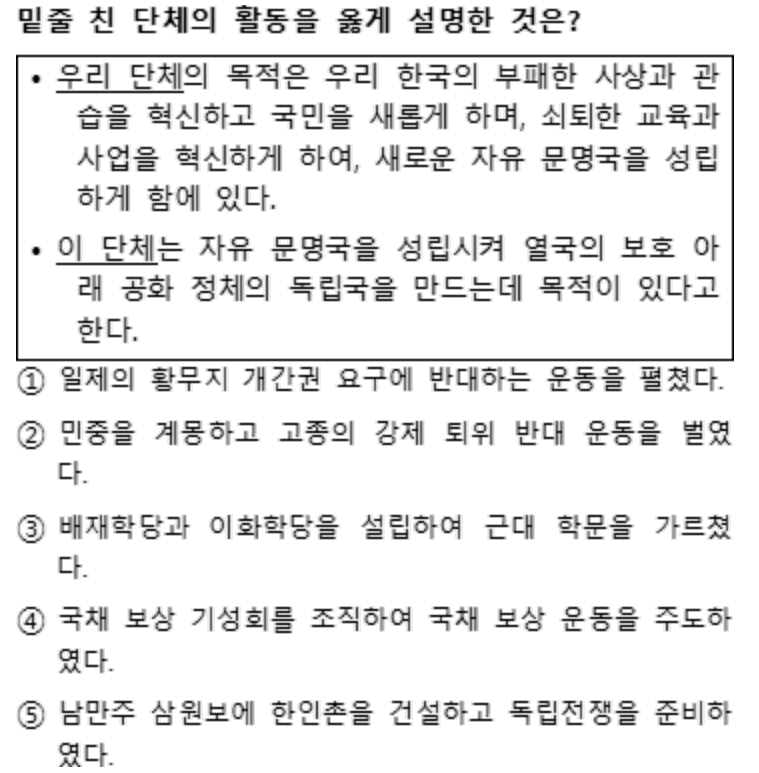 밑줄 친 단체의 활동을 옳게 설명한 것은?
• 우리 단체의 목적은 우리 한국의 부패한 사상과 관
습을 혁신하고 국민을 새롭게 하며, 쇠퇴한 교육과
사업을 혁신하게 하여, 새로운 자유 문명국을 성립
하게 함에 있다.
• 이 단체는 자유 문명국을 성립시켜 열국의 보호 아
래 공화 정체의 독립국을 만드는데 목적이 있다고
한다.
① 일제의 황무지 개간권 요구에 반대하는 운동을 펼쳤다.
② 민중을 계몽하고 고종의 강제 퇴위 반대 운동을 벌였
다.
③ 배재학당과 이화학당을 설립하여 근대 학문을 가르쳤
다.
④ 국채 보상 기성회를 조직하여 국채 보상 운동을 주도하
였다.
⑤ 남만주 삼원보에 한인촌을 건설하고 독립전쟁을 준비하
였다.